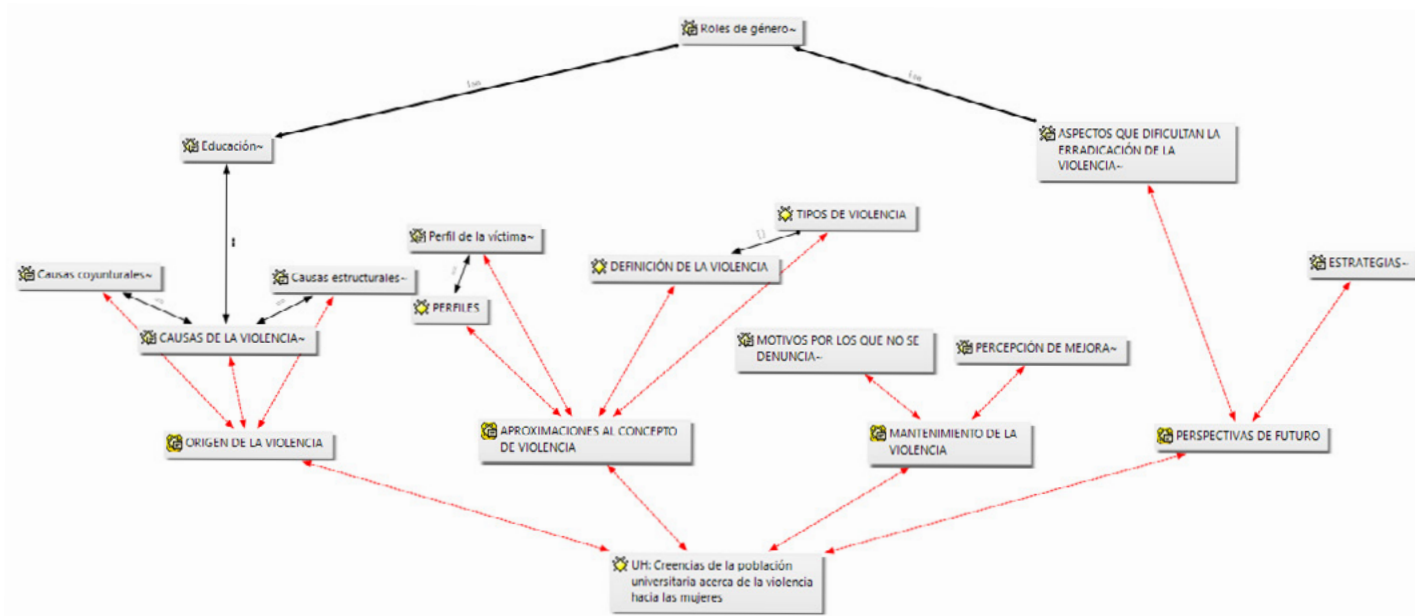 Roles de género~
Educación~
ASPECTOS QUE DIFICULTAN LA
ERRADICACIÓN DE LA
VIOLENCIA~
TIPOS DE VIOLENCIA
Perfil de la víctima~
DEFINICIÓN DE LA VIOLENCIA
ESTRATEGIAS~
Causas coyunturales~
Causas estructurales~
PERFILES
CAUSAS DE LA VIOLENCIA~
MOTIVOS POR LOS QUE NO SE
DENUNCIA~
PERCEPCIÓN DE MEJORA~
ORIGEN DE LA VIOLENCIA
APROXIMACIONES AL CONCEPTO
DE VIOLENCIA
MANTENIMIENTO DE LA
VIOLENCIA
PERSPECTIVAS DE FUTURO
UH: Creencias de la población
universitaria acerca de la violencia
hacia las mujeres